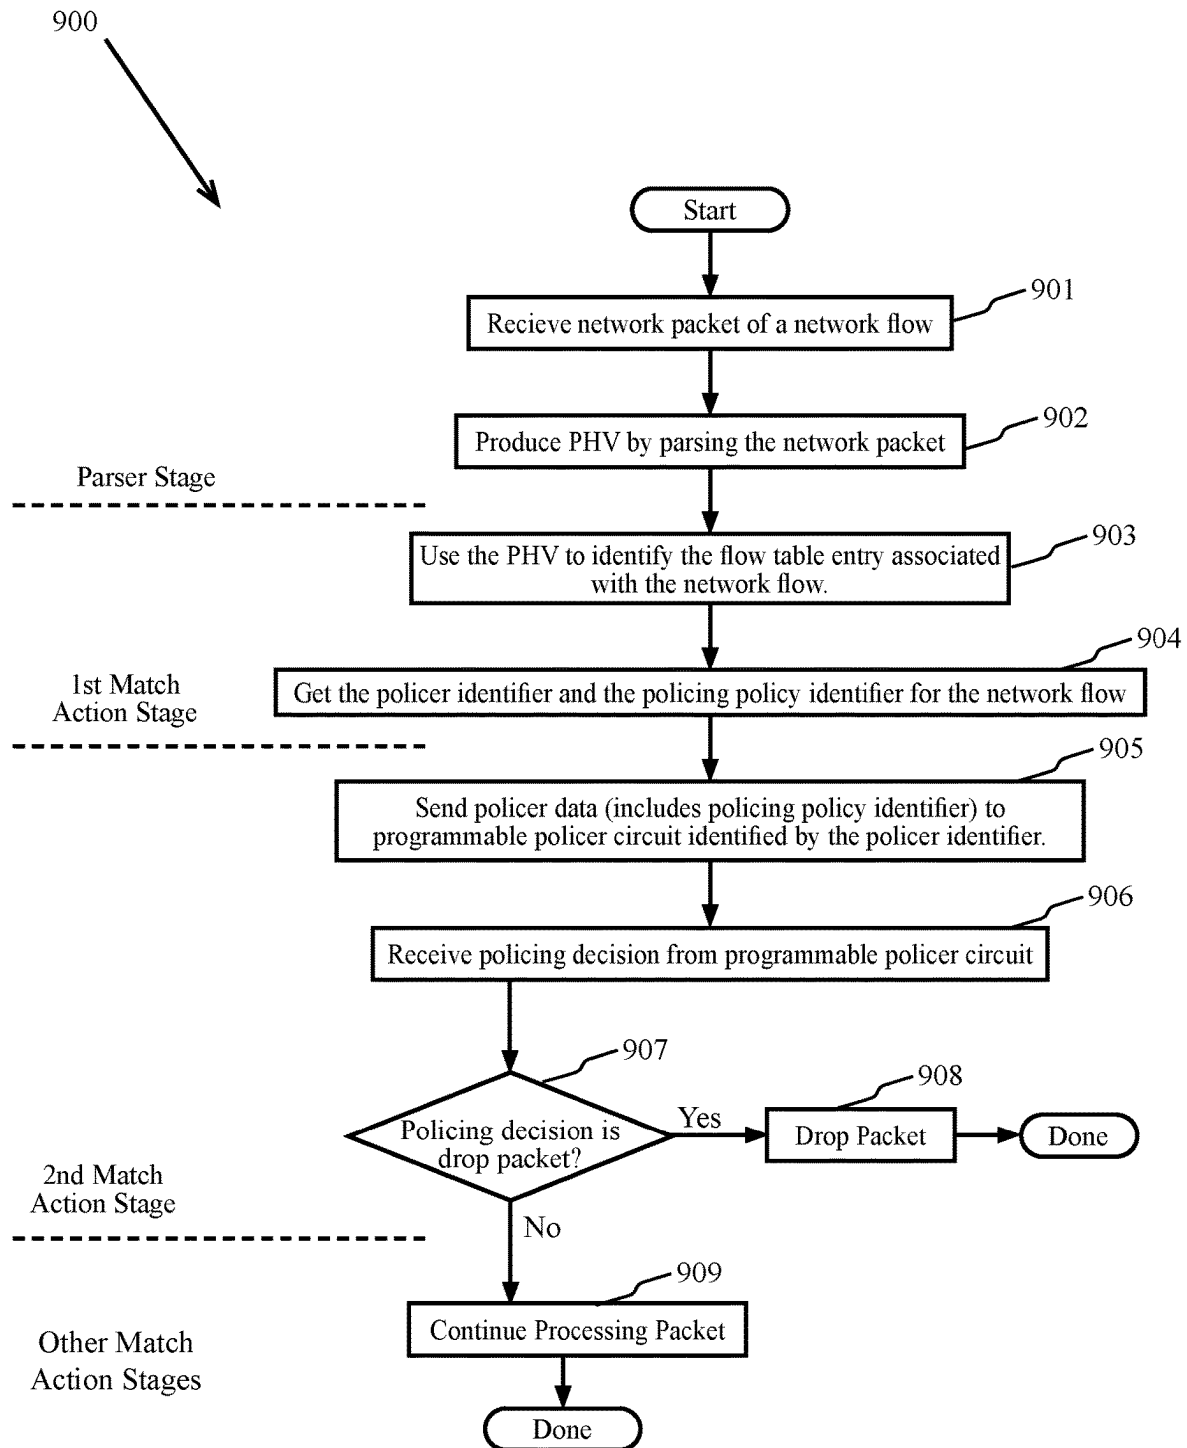 900
Start
901
Recieve network packet of a network flow
902
Produce PHV by parsing the network packet
Parser Stage
903
Use the PHV to identify the flow table entry associated
with the network flow.
904
Get the policer identifier and the policing policy identifier for the network flow
1st Match
Action Stage
905
Send policer data (includes policing policy identifier) to
programmable policer circuit identified by the policer identifier.
906
Receive policing decision from programmable policer circuit
907
Policing decision is
drop packet?
Yes
908
Drop Packet
Done
2nd Match
Action Stage
No
909
Continue Processing Packet
Other Match
Action Stages
Done